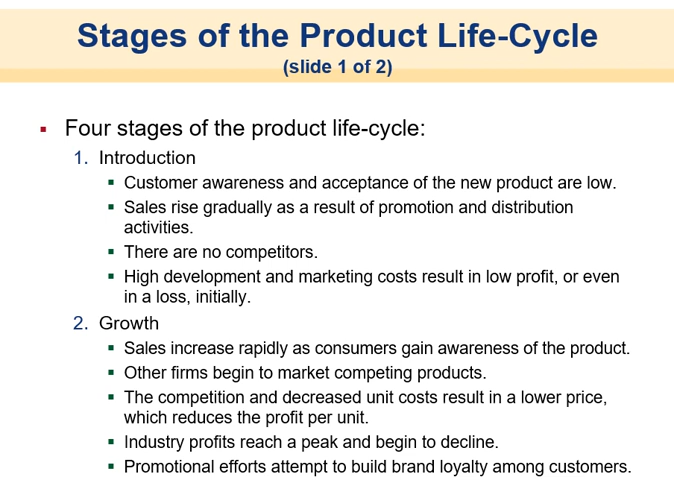 Stages of the Product Life-Cycle
(slide 1 of 2)
▪ Four stages of the product life-cycle:
1. Introduction
▪ Customer awareness and acceptance of the new product are low.
▪ Sales rise gradually as a result of promotion and distribution
activities.
▪ There are no competitors.
▪ High development and marketing costs result in low profit, or even
in a loss, initially.
2. Growth
▪ Sales increase rapidly as consumers gain awareness of the product.
▪ Other firms begin to market competing products.
▪ The competition and decreased unit costs result in a lower price,
which reduces the profit per unit.
▪ Industry profits reach a peak and begin to decline.
▪ Promotional efforts attempt to build brand loyalty among customers.